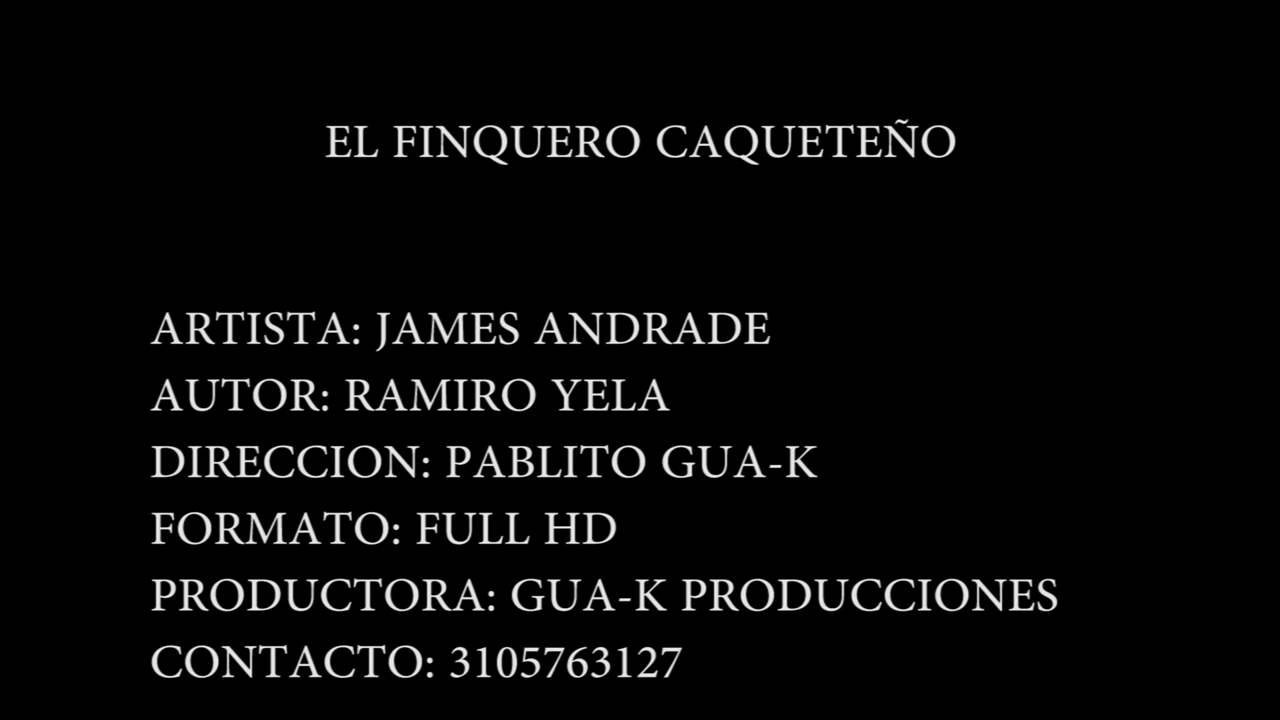 EL FINQUERO CAQUETEÑO
ARTISTA: JAMES ANDRADE
AUTOR: RAMIRO YELA
DIRECCION: PABLITO GUA-K
FORMATO: FULL HD
PRODUCTORA: GUA-K PRODUCCIONES
CONTACTO: 3105763127